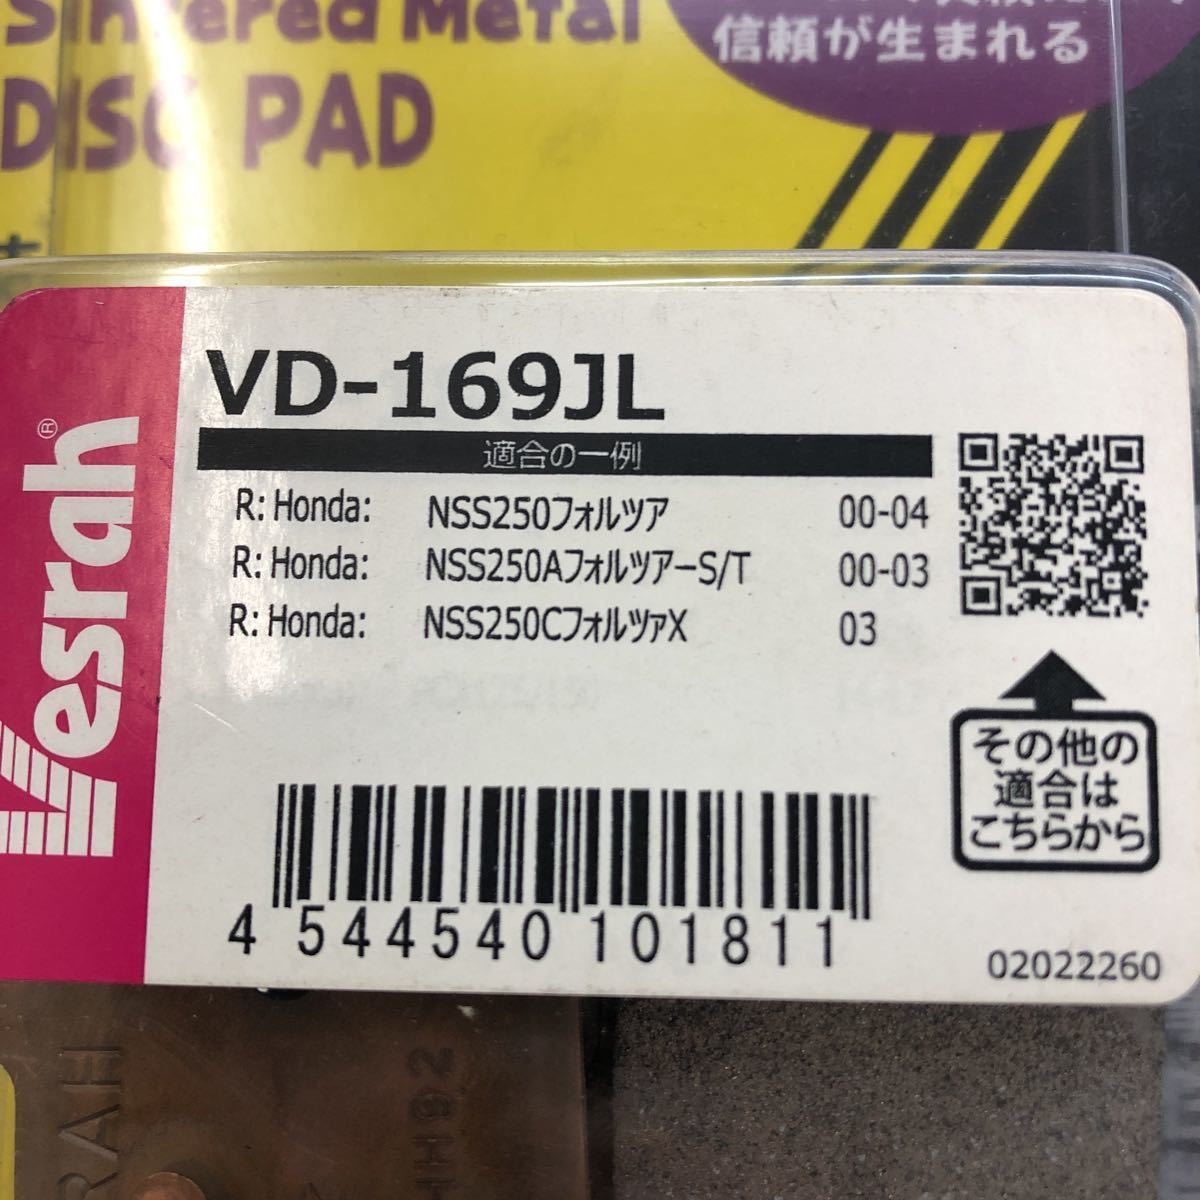 Sintered Metal
DISC PAD
信頼が生まれる
Vesrah®
VD-169JL
適合の一例
R: Honda: NSS250フォルツア 00-04
R: Honda: NSS250Aフォルツアー-S/T 00-03
R: Honda: NSS250CフォルツァX 03
その他の
適合は
こちらから
4 544540 101811
02022260
RAH
HH92